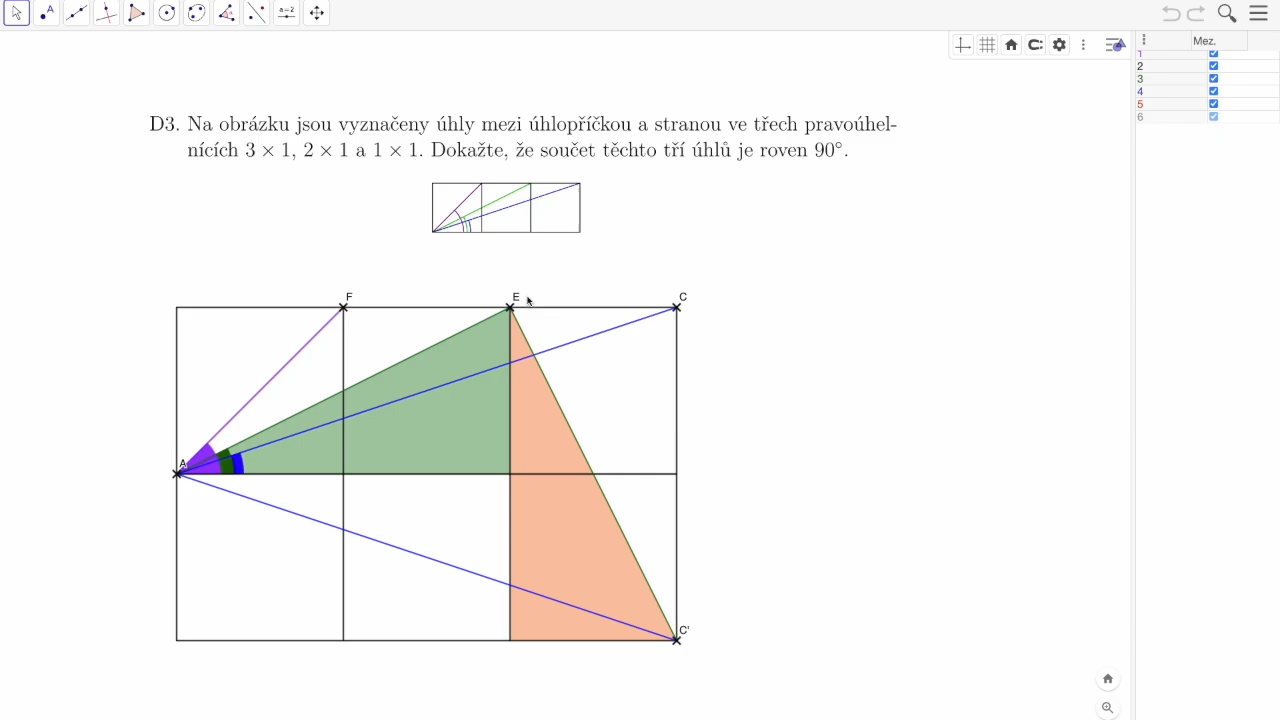 a=2
Mez.
1
2
3
4
5
6
D3. Na obrázku jsou vyznačeny úhly mezi úhlopříčkou a stranou ve třech pravoúhel-
nících 3 × 1, 2 × 1 a 1 × 1. Dokažte, že součet těchto tří úhlů je roven 90°.
F
E
C
A
C'